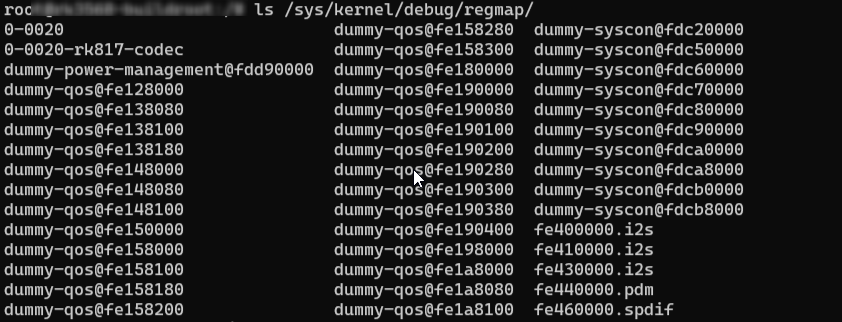 ls /sys/kernel/debug/regmap/
0-0020 dummy-qos@fe158280 dummy-syscon@fdc20000
0-0020-rk817-codec dummy-qos@fe158300 dummy-syscon@fdc50000
dummy-power-management@fdd90000 dummy-qos@fe180000 dummy-syscon@fdc60000
dummy-qos@fe128000 dummy-qos@fe190000 dummy-syscon@fdc70000
dummy-qos@fe138080 dummy-qos@fe190080 dummy-syscon@fdc80000
dummy-qos@fe138100 dummy-qos@fe190100 dummy-syscon@fdc90000
dummy-qos@fe138180 dummy-qos@fe190200 dummy-syscon@fdca0000
dummy-qos@fe148000 dummy-qos@fe190280 dummy-syscon@fdca8000
dummy-qos@fe148080 dummy-qos@fe190300 dummy-syscon@fdcb0000
dummy-qos@fe148100 dummy-qos@fe190380 dummy-syscon@fdcb8000
dummy-qos@fe150000 dummy-qos@fe190400 fe400000.i2s
dummy-qos@fe158000 dummy-qos@fe198000 fe410000.i2s
dummy-qos@fe158100 dummy-qos@fe1a8000 fe430000.i2s
dummy-qos@fe158180 dummy-qos@fe1a8080 fe440000.pdm
dummy-qos@fe158200 dummy-qos@fe1a8100 fe460000.spdif